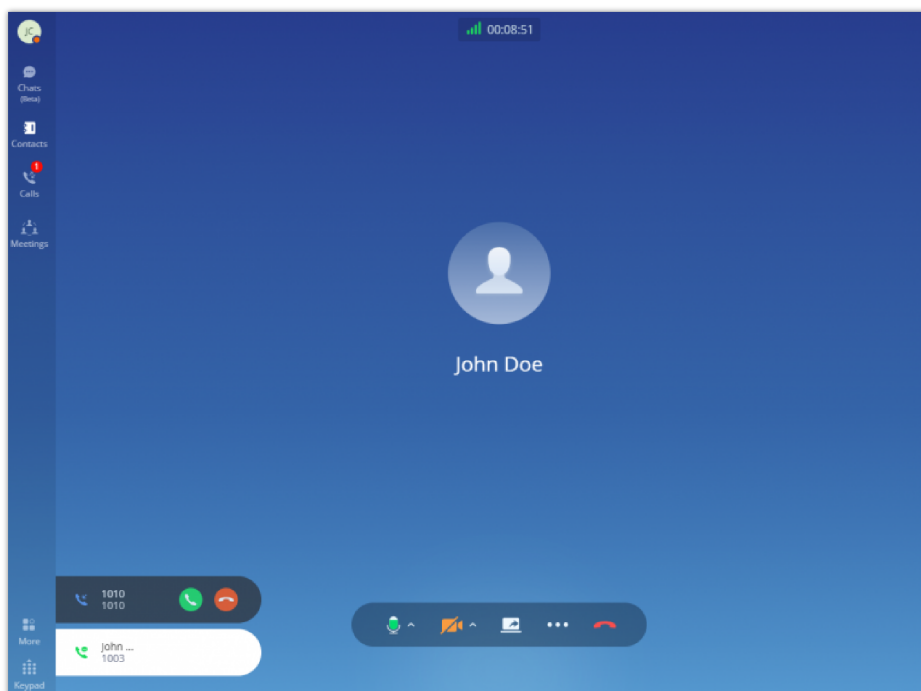 JC
00:08:51
Chats
(Beta)
Contacts
1
Calls
Meetings
John Doe
1010
1010
More
John ...
1003
Keypad